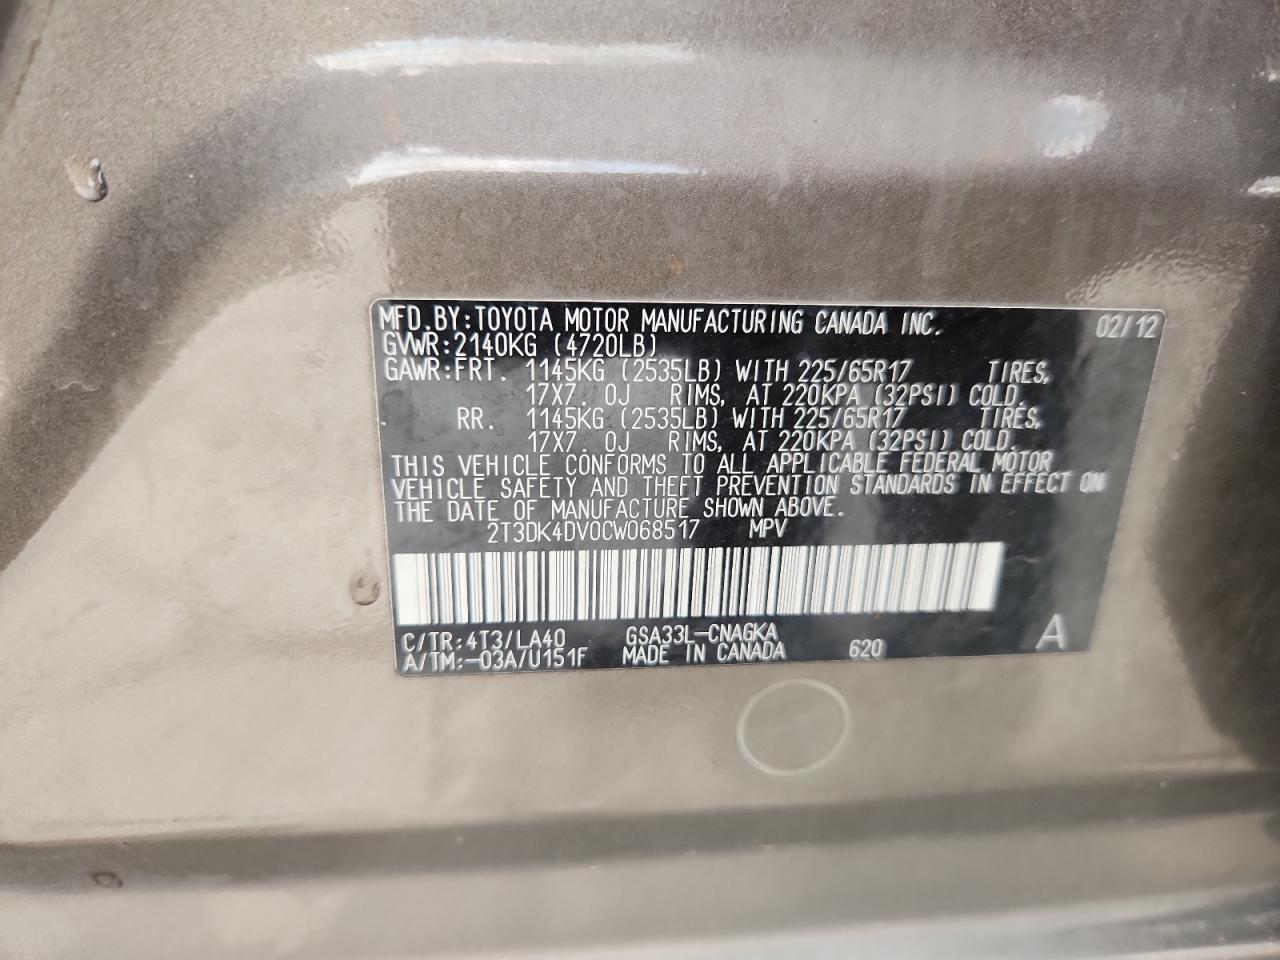 MFD.BY:TOYOTA MOTOR MANUFACTURING CANADA INC. 02/12
GVWR:2140KG (4720LB)
GAWR:FRT. 1145KG (2535LB) WITH 225/65R17 TIRES,
17X7.0J RIMS, AT 220KPA (32PSI) COLD.
RR. 1145KG (2535LB) WITH 225/65R17 TIRES,
17X7.0J RIMS, AT 220KPA (32PSI) COLD.
THIS VEHICLE CONFORMS TO ALL APPLICABLE FEDERAL MOTOR
VEHICLE SAFETY AND THEFT PREVENTION STANDARDS IN EFFECT ON
THE DATE OF MANUFACTURE SHOWN ABOVE.
2T3DK4DV0CW068517 MPV
C/TR:4T3/LA40 GSA33L-CNAGKA A
A/TM:-03A/U151F MADE IN CANADA 620